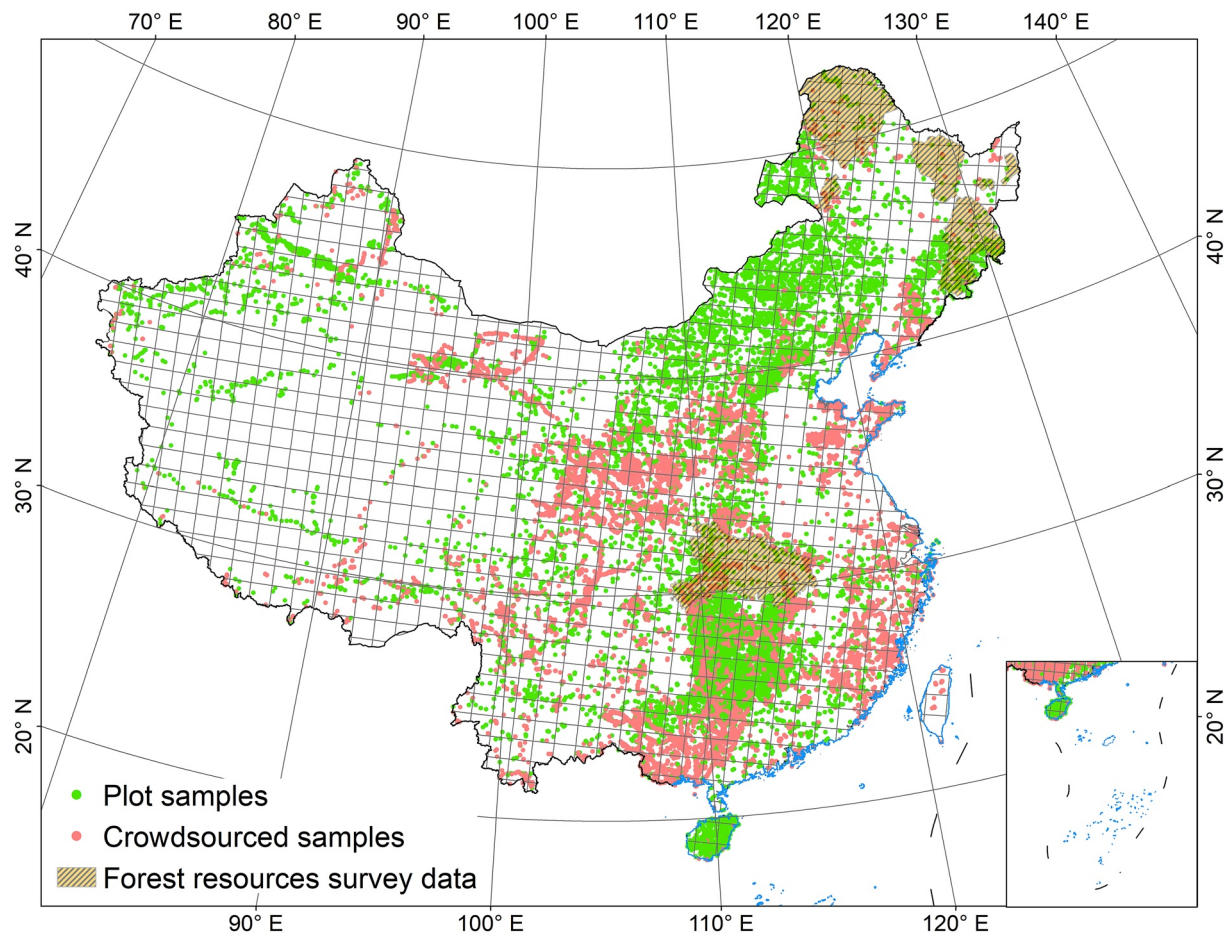 70° E 80° E 90° E 100° E 110° E 120° E 130° E 140° E
40° N
30° N
20° N
40° N
30° N
20° N
Plot samples
Crowdsourced samples
Forest resources survey data
90° E 100° E 110° E 120° E